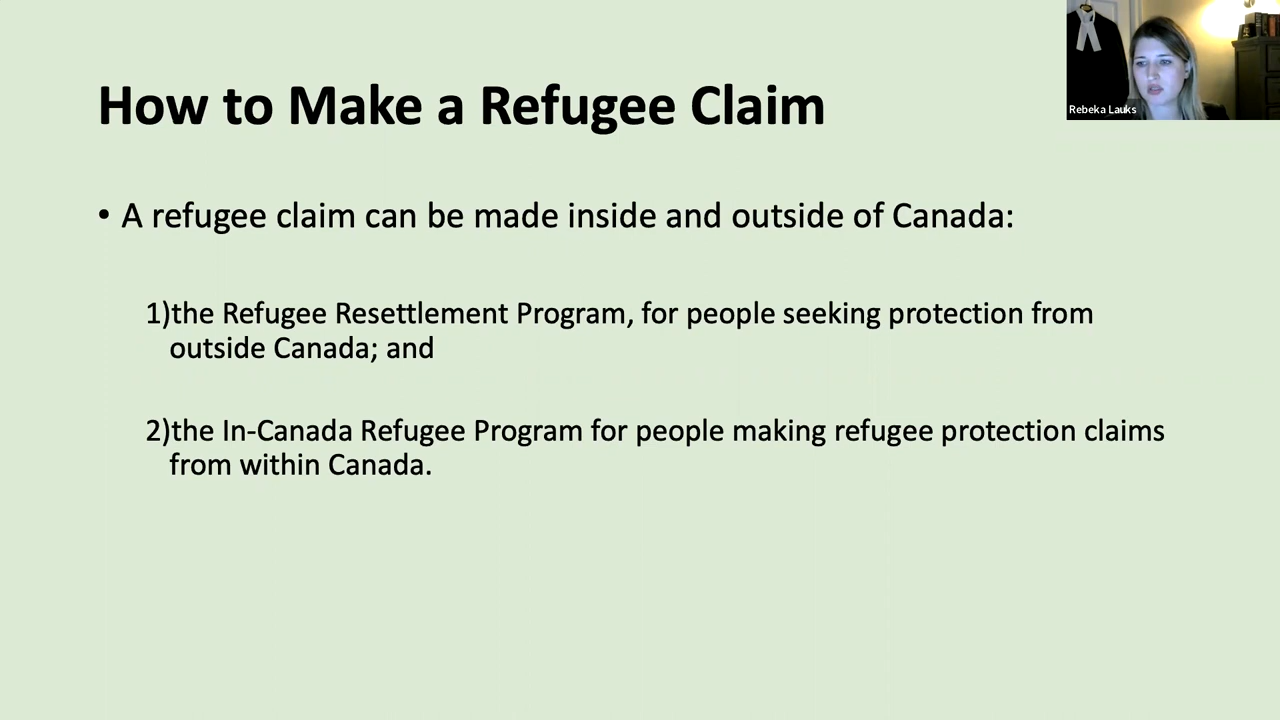 How to Make a Refugee Claim
Rebeka Lauks
• A refugee claim can be made inside and outside of Canada:
1)the Refugee Resettlement Program, for people seeking protection from
outside Canada; and
2)the In-Canada Refugee Program for people making refugee protection claims
from within Canada.